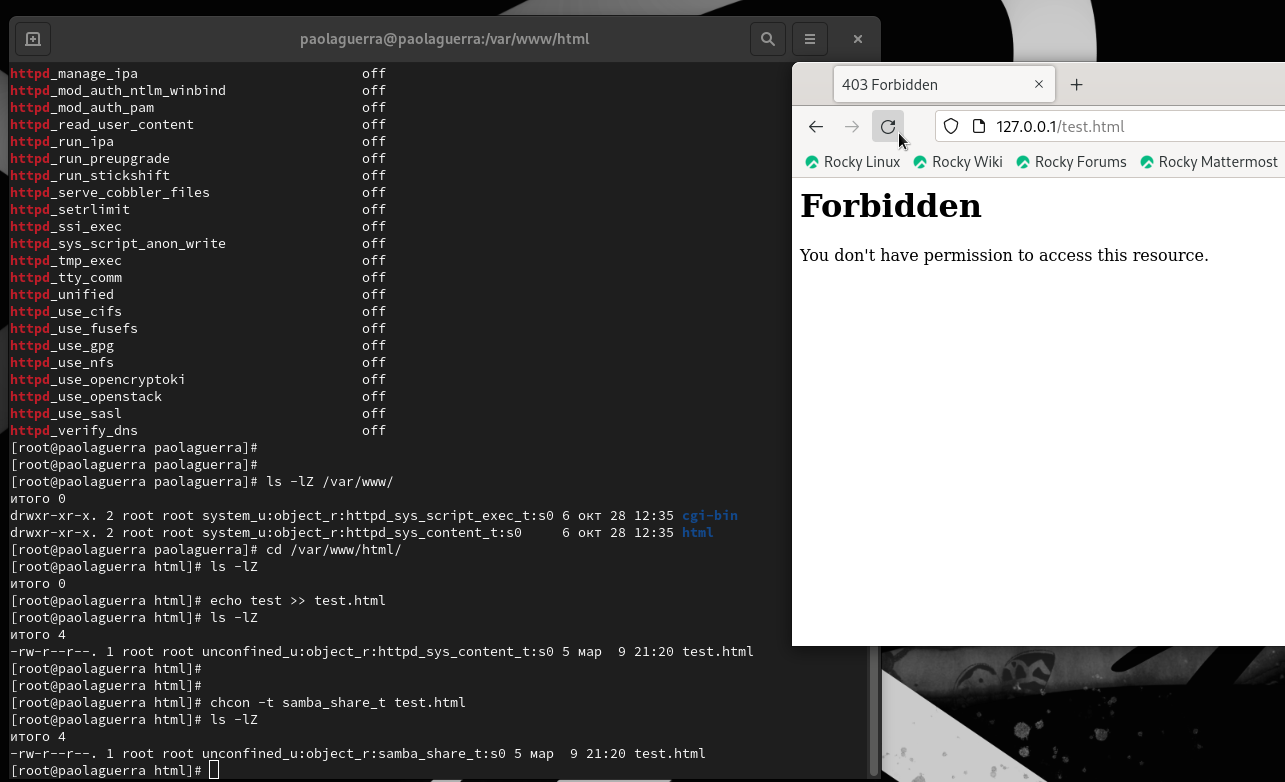 paolaguerra@paolaguerra:/var/www/html
httpd_manage_ipa off
httpd_mod_auth_ntlm_winbind off
httpd_mod_auth_pam off
httpd_read_user_content off
httpd_run_ipa off
httpd_run_preupgrade off
httpd_run_stickshift off
httpd_serve_cobbler_files off
httpd_setrlimit off
httpd_ssi_exec off
httpd_sys_script_anon_write off
httpd_tmp_exec off
httpd_tty_comm off
httpd_unified off
httpd_use_cifs off
httpd_use_fusefs off
httpd_use_gpg off
httpd_use_nfs off
httpd_use_opencryptoki off
httpd_use_openstack off
httpd_use_sasl off
httpd_verify_dns off
[root@paolaguerra paolaguerra]#
[root@paolaguerra paolaguerra]#
[root@paolaguerra paolaguerra]# ls -lZ /var/www/
итого 0
drwxr-xr-x. 2 root root system_u:object_r:httpd_sys_script_exec_t:s0 6 окт 28 12:35 cgi-bin
drwxr-xr-x. 2 root root system_u:object_r:httpd_sys_content_t:s0 6 окт 28 12:35 html
[root@paolaguerra paolaguerra]# cd /var/www/html/
[root@paolaguerra html]# ls -lZ
итого 0
[root@paolaguerra html]# echo test >> test.html
[root@paolaguerra html]# ls -lZ
итого 4
-rw-r--r--. 1 root root unconfined_u:object_r:httpd_sys_content_t:s0 5 мар 9 21:20 test.html
[root@paolaguerra html]#
[root@paolaguerra html]#
[root@paolaguerra html]# chcon -t samba_share_t test.html
[root@paolaguerra html]# ls -lZ
итого 4
-rw-r--r--. 1 root root unconfined_u:object_r:samba_share_t:s0 5 мар 9 21:20 test.html
[root@paolaguerra html]#
403 Forbidden
127.0.0.1/test.html
Rocky Linux Rocky Wiki Rocky Forums Rocky Mattermost
Forbidden
You don't have permission to access this resource.